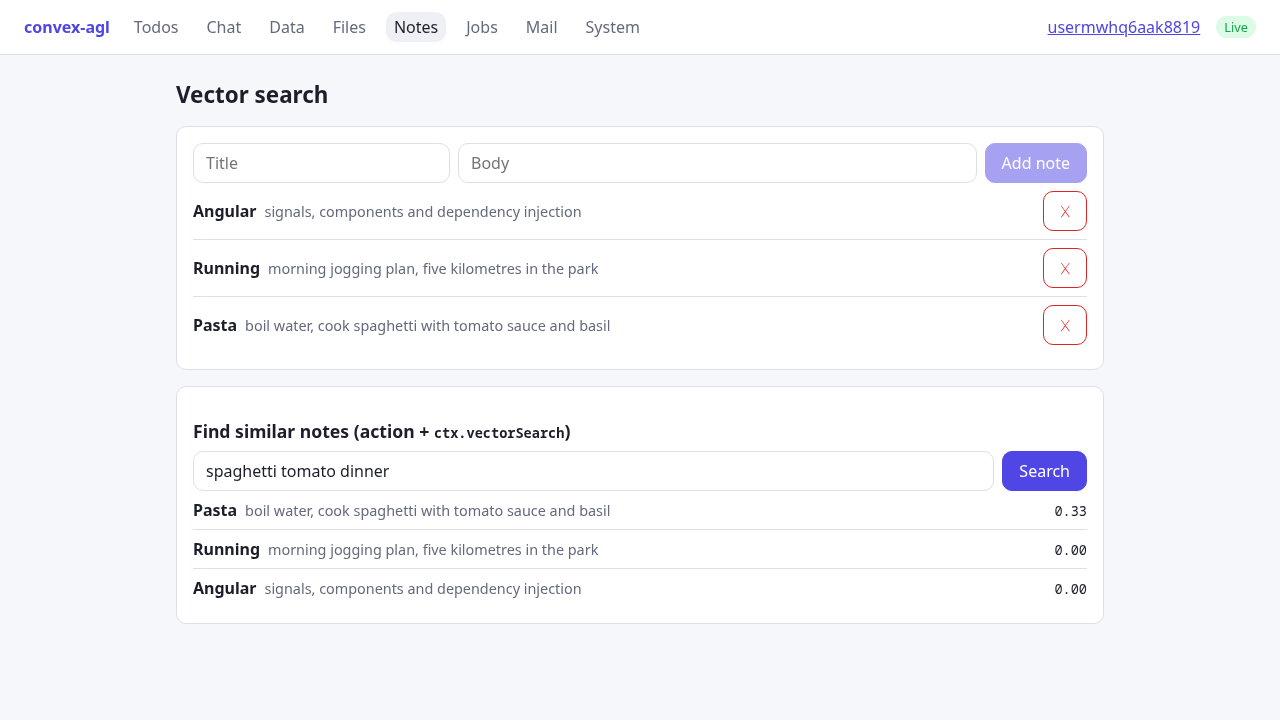 convex-agl Todos Chat Data Files Notes Jobs Mail System usermwhq6aak8819 Live
Vector search
Title Body Add note
Angular signals, components and dependency injection X
Running morning jogging plan, five kilometres in the park X
Pasta boil water, cook spaghetti with tomato sauce and basil X
Find similar notes (action + ctx.vectorSearch)
spaghetti tomato dinner Search
Pasta boil water, cook spaghetti with tomato sauce and basil 0.33
Running morning jogging plan, five kilometres in the park 0.00
Angular signals, components and dependency injection 0.00